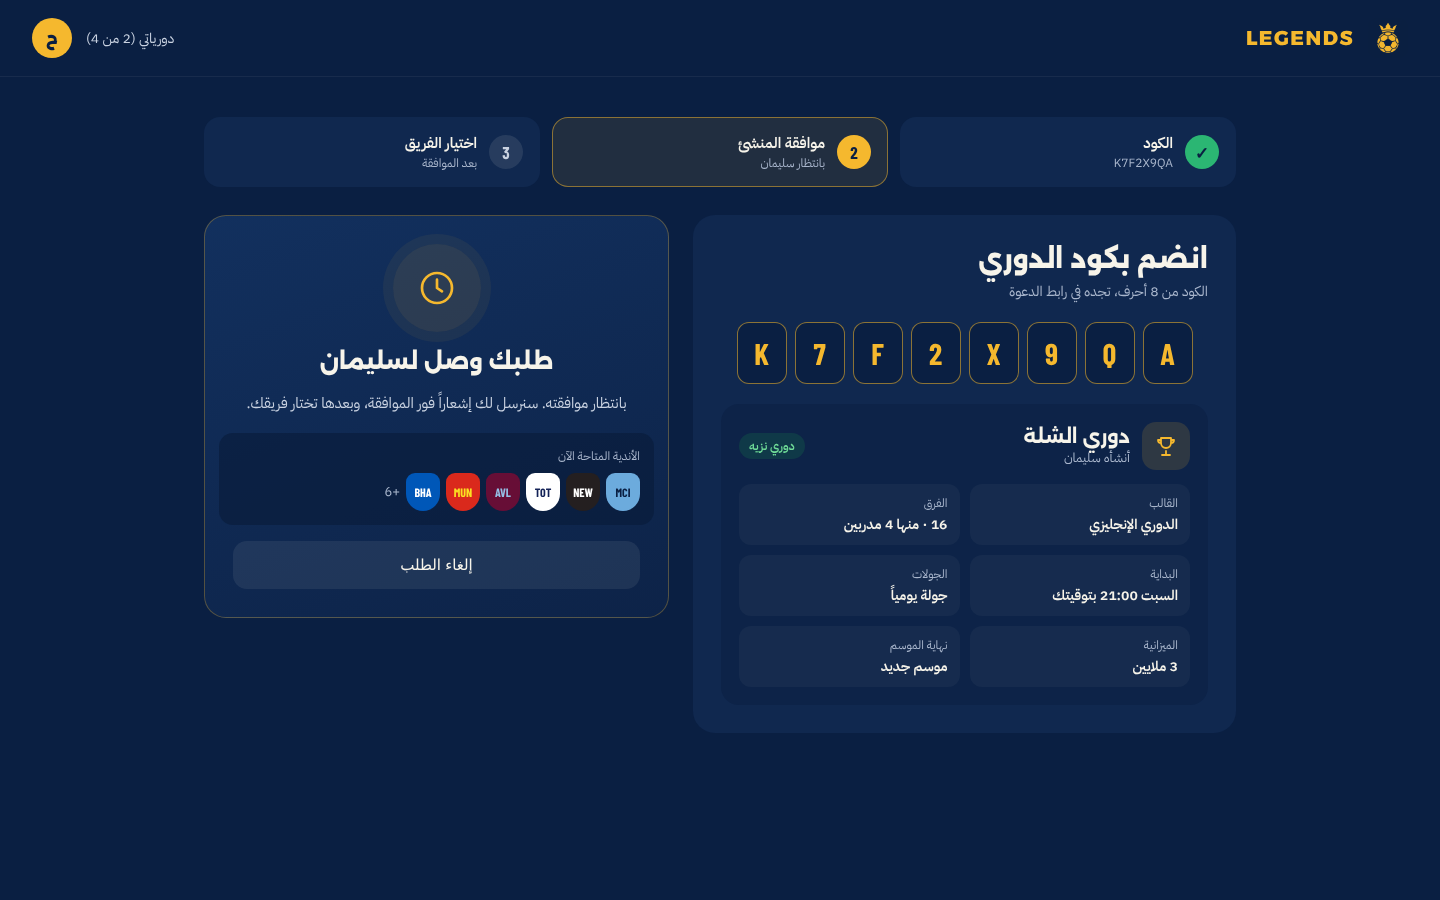 LEGENDS
دورياتي (2 من 4)
ح
✓
الكود
K7F2X9QA
2
موافقة المنشئ
بانتظار سليمان
3
اختيار الفريق
بعد الموافقة
انضم بكود الدوري
الكود من 8 أحرف، تجده في رابط الدعوة
K 7 F 2 X 9 Q A
دوري الشلة
أنشأه سليمان
دوري نزيه
القالب
الدوري الإنجليزي
الفرق
16 · منها 4 مدربين
البداية
السبت 21:00 بتوقيتك
الجولات
جولة يومياً
الميزانية
3 ملايين
نهاية الموسم
موسم جديد
طلبك وصل لسليمان
بانتظار موافقته. سنرسل لك إشعاراً فور الموافقة، وبعدها تختار فريقك.
الأندية المتاحة الآن
MCI NEW TOT AVL MUN BHA +6
إلغاء الطلب